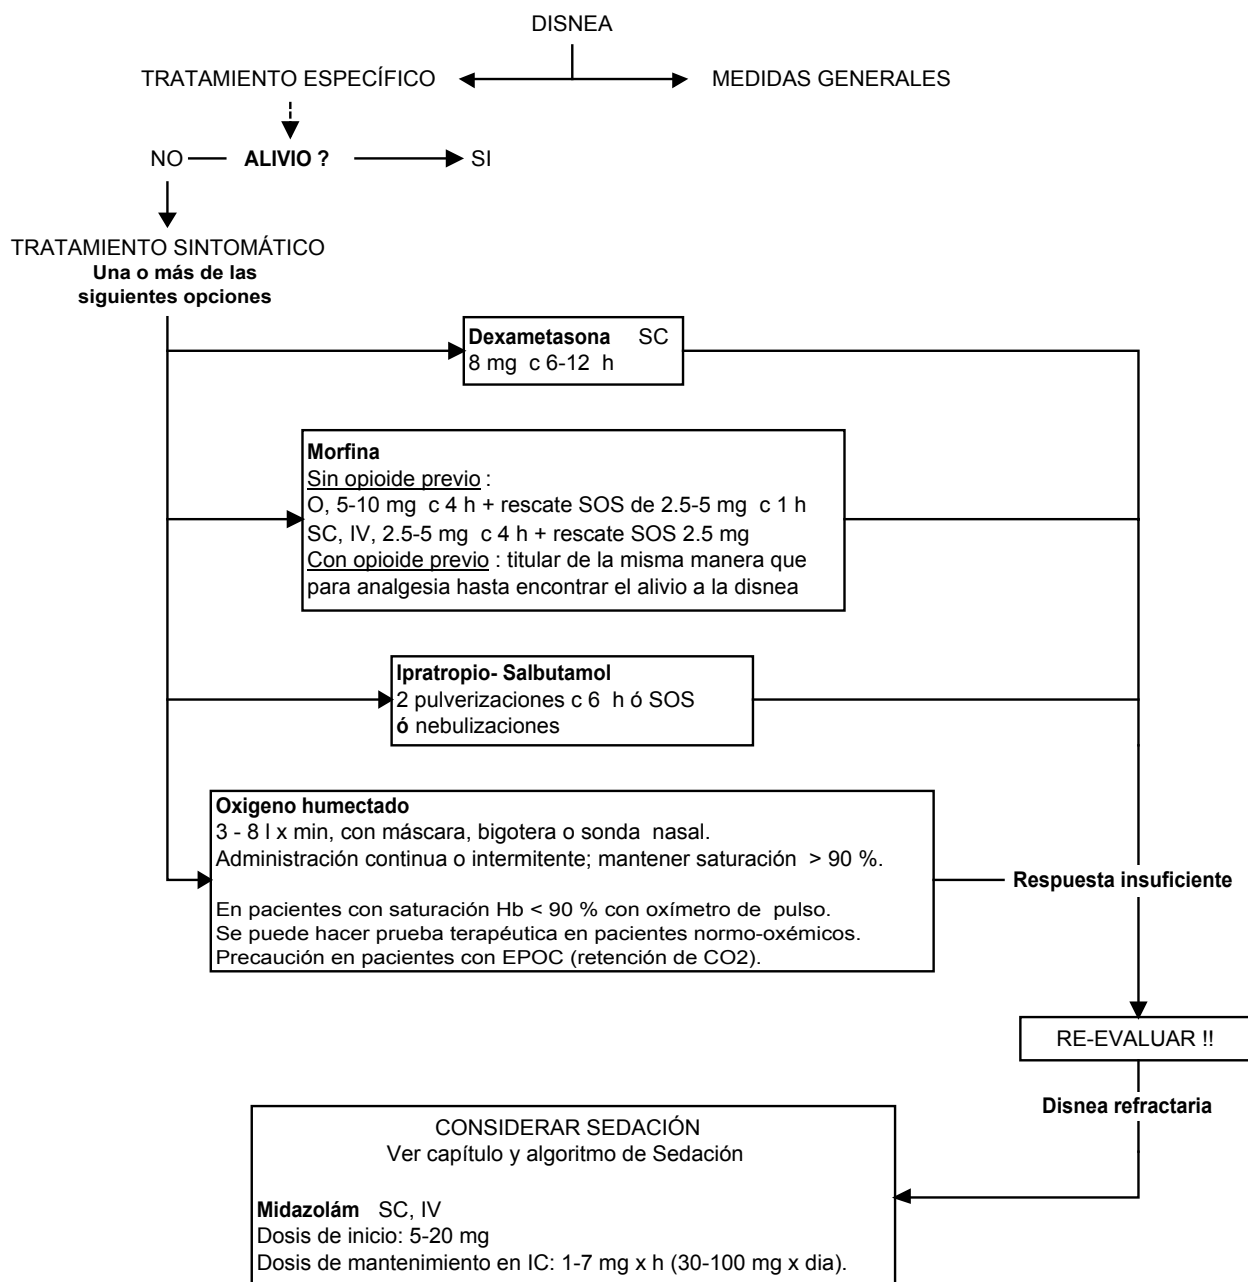 DISNEA
TRATAMIENTO ESPECÍFICO
MEDIDAS GENERALES
NO
ALIVIO ?
SI
TRATAMIENTO SINTOMÁTICO
Una o más de las
siguientes opciones
Dexametasona SC
8 mg c 6-12 h
Morfina
Sin opioide previo :
O, 5-10 mg c 4 h + rescate SOS de 2.5-5 mg c 1 h
SC, IV, 2.5-5 mg c 4 h + rescate SOS 2.5 mg
Con opioide previo : titular de la misma manera que
para analgesia hasta encontrar el alivio a la disnea
Ipratropio- Salbutamol
2 pulverizaciones c 6 h ó SOS
ó nebulizaciones
Oxigeno humectado
3 - 8 l x min, con máscara, bigotera o sonda nasal.
Administración continua o intermitente; mantener saturación > 90 %.
En pacientes con saturación Hb < 90 % con oxímetro de pulso.
Se puede hacer prueba terapéutica en pacientes normo-oxémicos.
Precaución en pacientes con EPOC (retención de CO2).
Respuesta insuficiente
RE-EVALUAR !!
Disnea refractaria
CONSIDERAR SEDACIÓN
Ver capítulo y algoritmo de Sedación
Midazolám SC, IV
Dosis de inicio: 5-20 mg
Dosis de mantenimiento en IC: 1-7 mg x h (30-100 mg x dia).